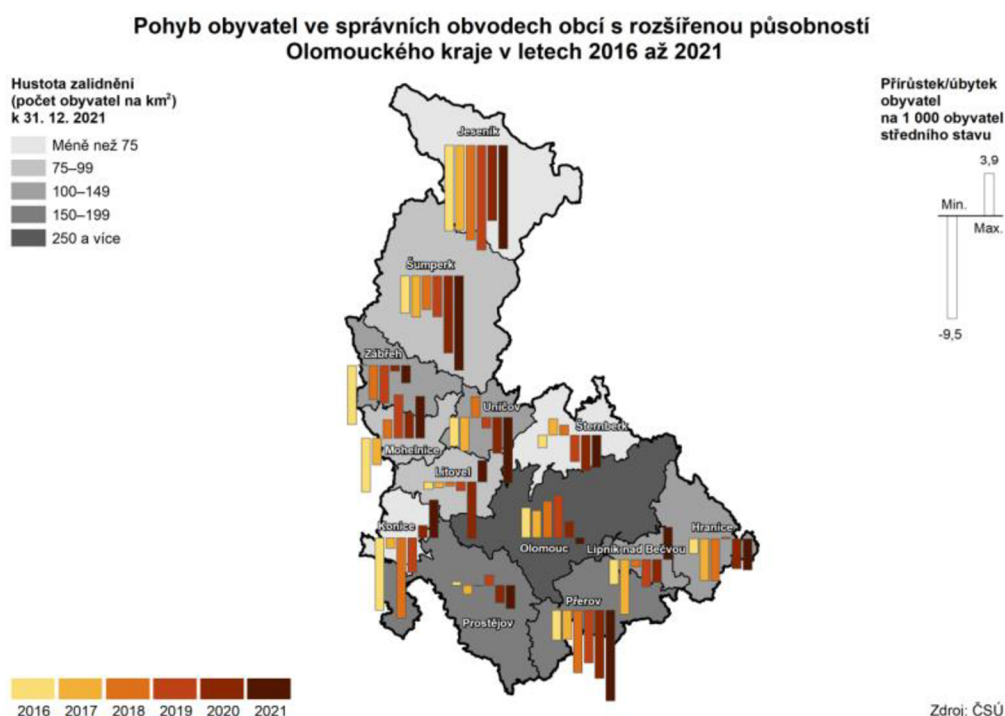 Pohyb obyvatel ve správních obvodech obcí s rozšířenou působností
Olomouckého kraje v letech 2016 až 2021
Hustota zalidnění
(počet obyvatel na km²)
k 31. 12. 2021
Méně než 75
75–99
100–149
150–199
250 a více
Přírůstek/úbytek
obyvatel
na 1 000 obyvatel
středního stavu
3,9
Min.
Max.
-9,5
Jeseník
Šumperk
Zábřeh
Uničov
Šternberk
Mohelnice
Litovel
Konice
Olomouc
Hranice
Lipník nad Bečvou
Přerov
Prostějov
2016 2017 2018 2019 2020 2021
Zdroj: ČSÚ